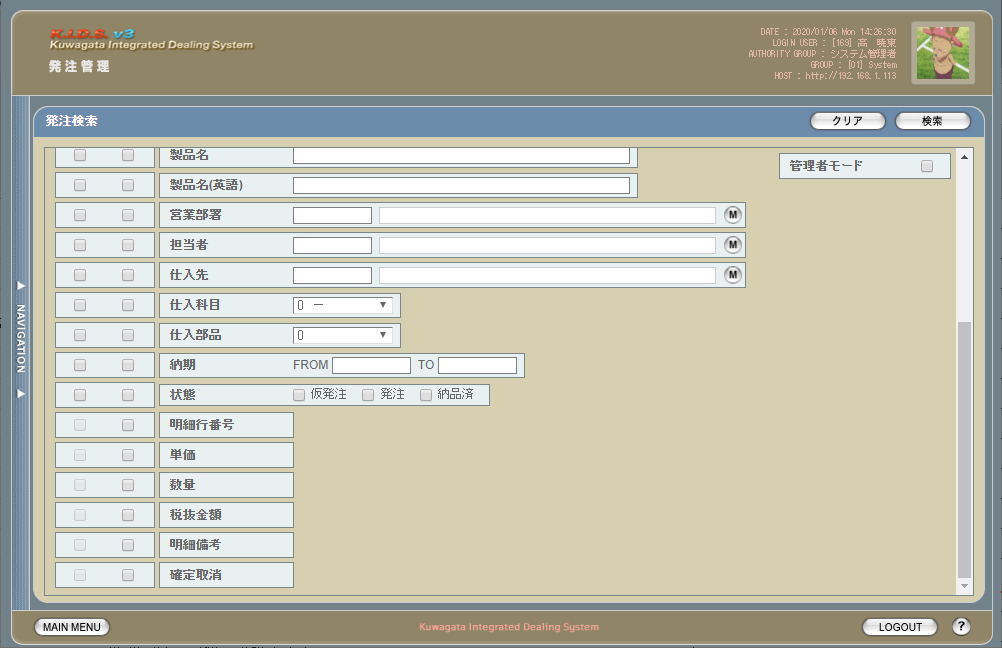 K.i.D.S. v3
Kuwagata Integrated Dealing System
発注管理
DATE : 2020/01/06 Mon 14:26:30
LOGIN USER : [169] 高 暁東
AUTHORITY GROUP : システム管理者
GROUP : [01] System
HOST : http://192.168.1.113
発注検索
クリア
検索
製品名
管理者モード
製品名(英語)
営業部署
M
担当者
M
仕入先
M
仕入科目
0 ー
仕入部品
0
納期
FROM
TO
状態
仮発注
発注
納品済
明細行番号
単価
数量
税抜金額
明細備考
確定取消
NAVIGATION
MAIN MENU
Kuwagata Integrated Dealing System
LOGOUT
?